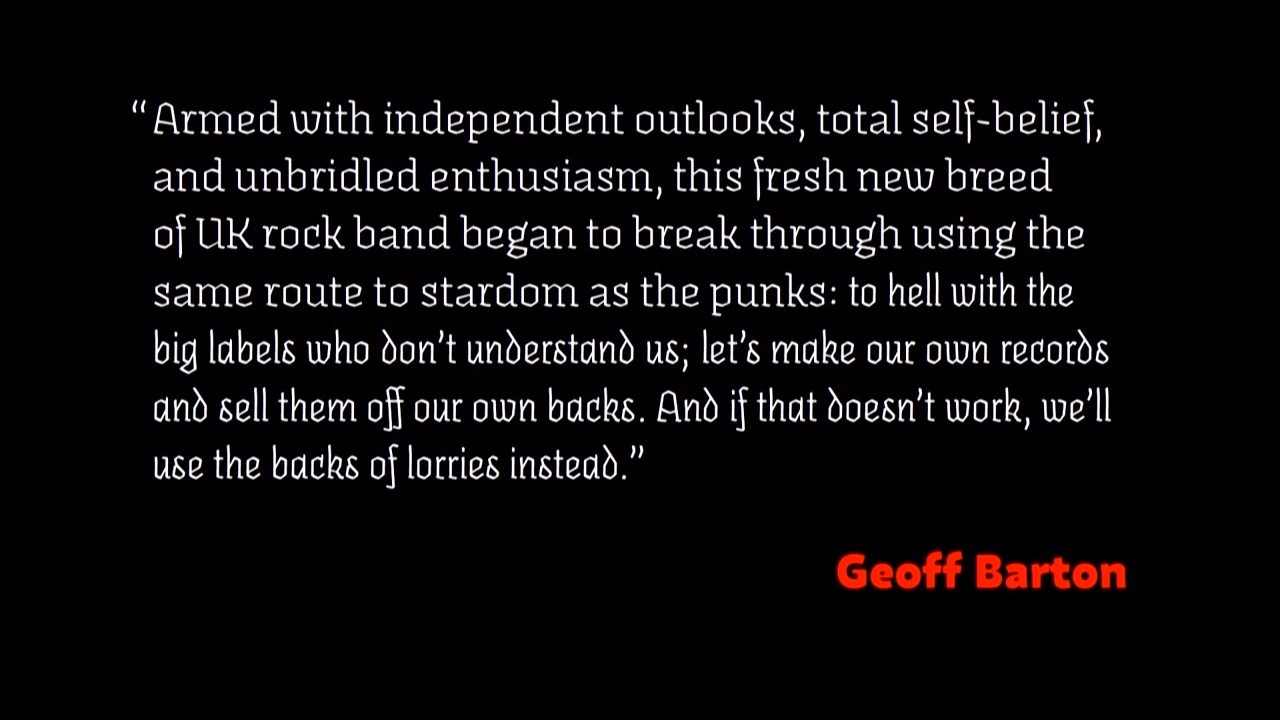 “Armed with independent outlooks, total self-belief,
and unbridled enthusiasm, this fresh new breed
of UK rock band began to break through using the
same route to stardom as the punks: to hell with the
big labels who don’t understand us; let’s make our own records
and sell them off our own backs. And if that doesn’t work, we’ll
use the backs of lorries instead.”
Geoff Barton